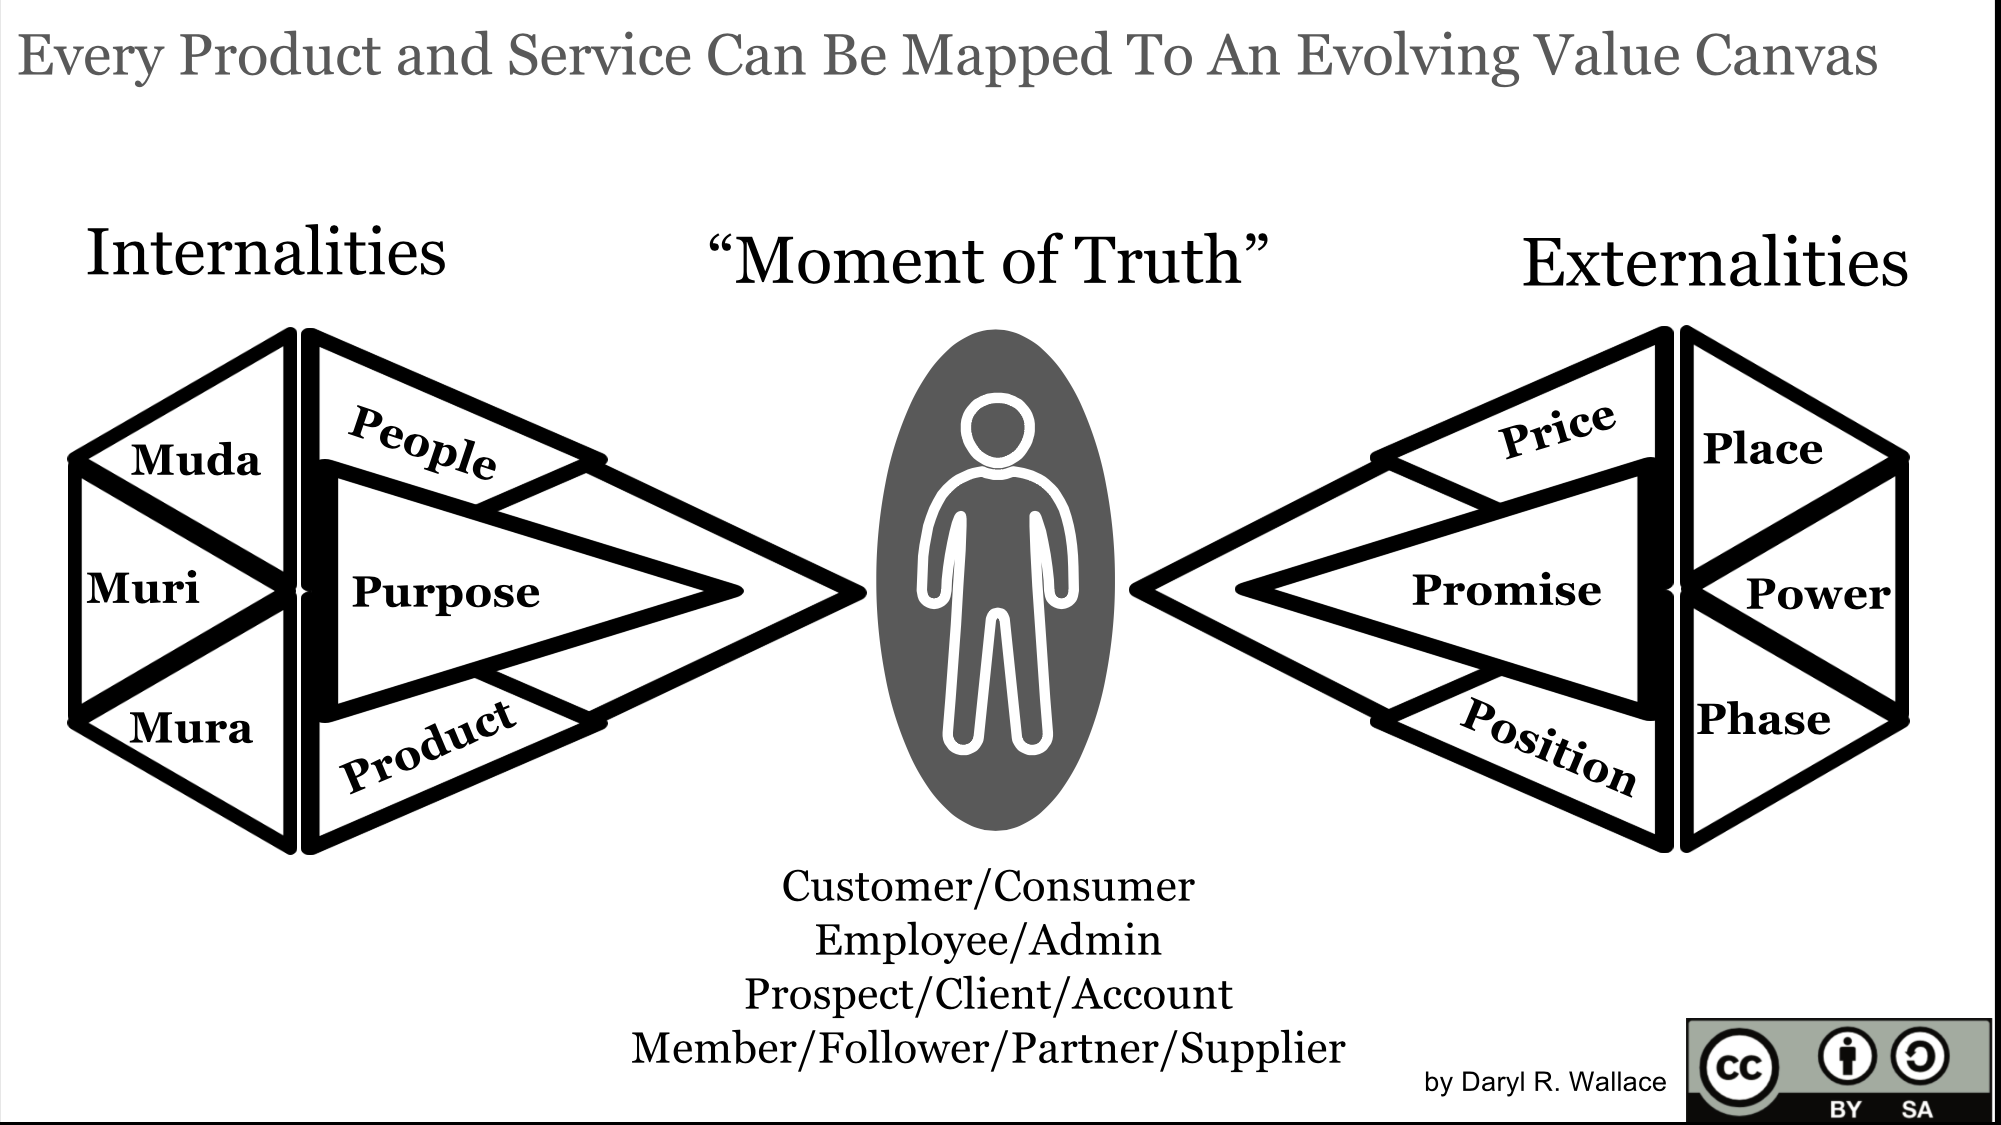 Every Product and Service Can Be Mapped To An Evolving Value Canvas
Internalities
“Moment of Truth”
Externalities
Muda
Muri
Mura
People
Purpose
Product
Price
Promise
Position
Place
Power
Phase
Customer/Consumer
Employee/Admin
Prospect/Client/Account
Member/Follower/Partner/Supplier
by Daryl R. Wallace
cc
BY SA